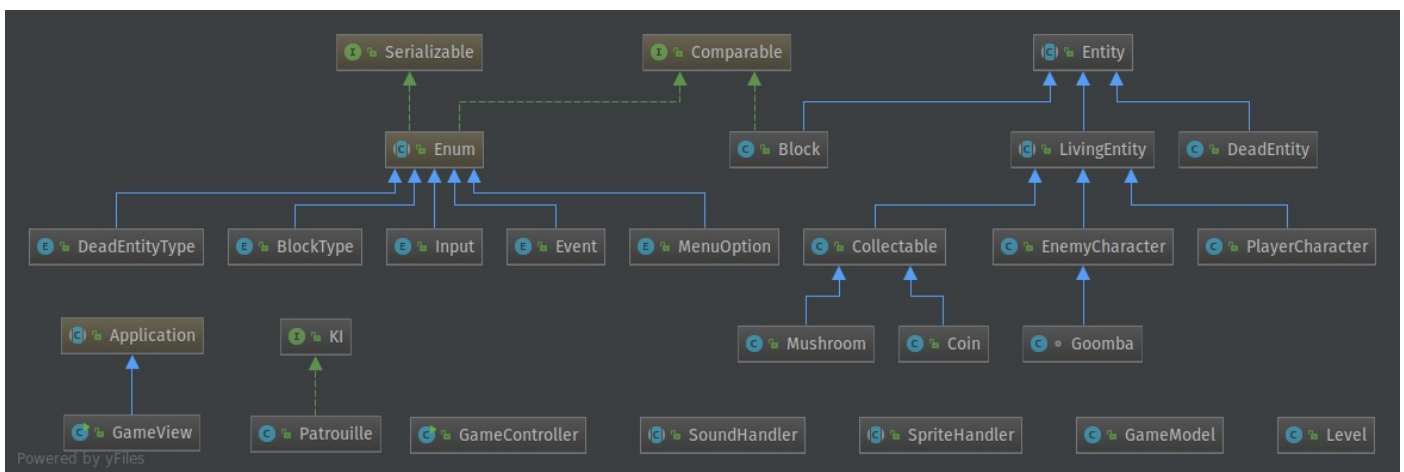 Serializable
Comparable
Entity
Enum
Block
LivingEntity
DeadEntity
DeadEntityType
BlockType
Input
Event
MenuOption
Collectable
EnemyCharacter
PlayerCharacter
Application
KI
Mushroom
Coin
Goomba
GameView
Patrouille
GameController
SoundHandler
SpriteHandler
GameModel
Level
Powered by yFiles